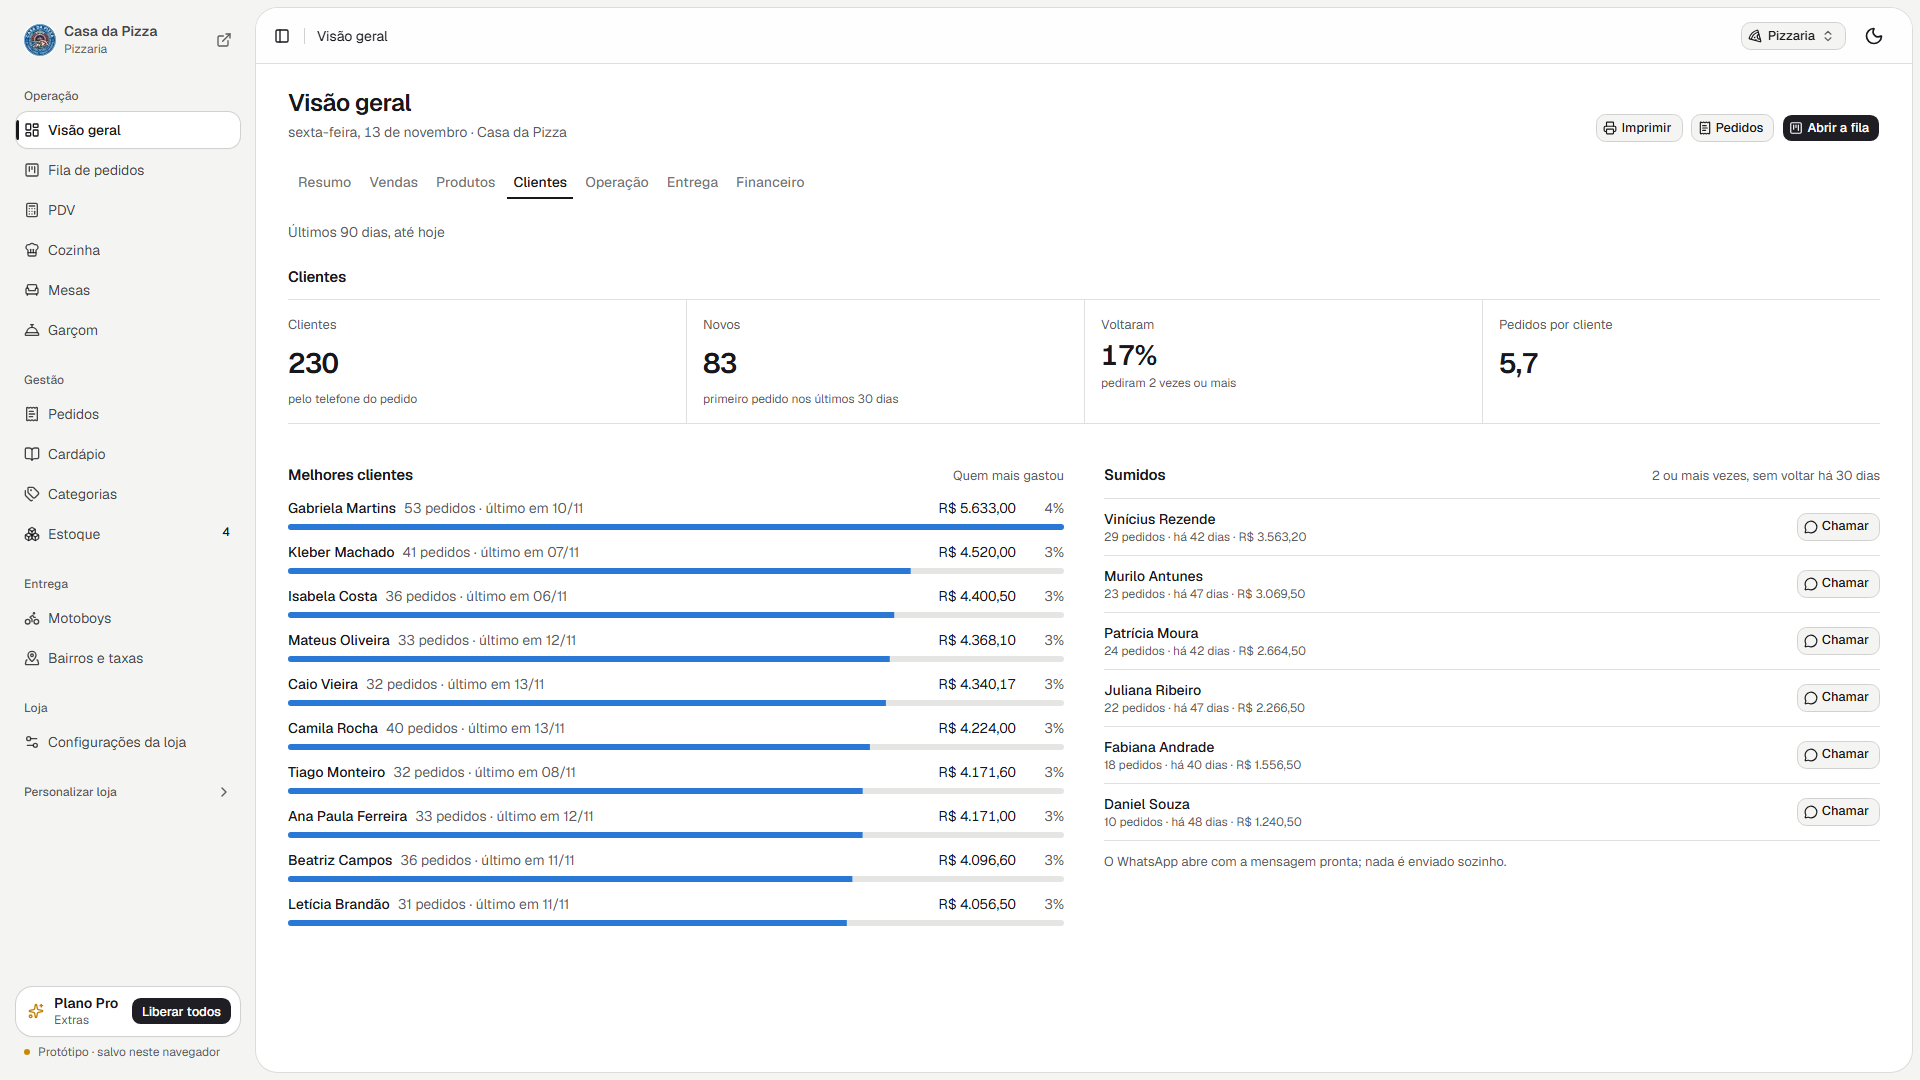 Casa da Pizza
Pizzaria
Operação
Visão geral
Fila de pedidos
PDV
Cozinha
Mesas
Garçom
Gestão
Pedidos
Cardápio
Categorias
Estoque 4
Entrega
Motoboys
Bairros e taxas
Loja
Configurações da loja
Personalizar loja
Plano Pro
Extras
Liberar todos
Protótipo · salvo neste navegador
Visão geral
Pizzaria
Visão geral
sexta-feira, 13 de novembro · Casa da Pizza
Imprimir
Pedidos
Abrir a fila
Resumo Vendas Produtos Clientes Operação Entrega Financeiro
Últimos 90 dias, até hoje
Clientes
Clientes
230
pelo telefone do pedido
Novos
83
primeiro pedido nos últimos 30 dias
Voltaram
17%
pediram 2 vezes ou mais
Pedidos por cliente
5,7
Melhores clientes Quem mais gastou
Gabriela Martins 53 pedidos · último em 10/11 R$ 5.633,00 4%
Kleber Machado 41 pedidos · último em 07/11 R$ 4.520,00 3%
Isabela Costa 36 pedidos · último em 06/11 R$ 4.400,50 3%
Mateus Oliveira 33 pedidos · último em 12/11 R$ 4.368,10 3%
Caio Vieira 32 pedidos · último em 13/11 R$ 4.340,17 3%
Camila Rocha 40 pedidos · último em 13/11 R$ 4.224,00 3%
Tiago Monteiro 32 pedidos · último em 08/11 R$ 4.171,60 3%
Ana Paula Ferreira 33 pedidos · último em 12/11 R$ 4.171,00 3%
Beatriz Campos 36 pedidos · último em 11/11 R$ 4.096,60 3%
Letícia Brandão 31 pedidos · último em 11/11 R$ 4.056,50 3%
Sumidos 2 ou mais vezes, sem voltar há 30 dias
Vinícius Rezende
29 pedidos · há 42 dias · R$ 3.563,20
Chamar
Murilo Antunes
23 pedidos · há 47 dias · R$ 3.069,50
Chamar
Patrícia Moura
24 pedidos · há 42 dias · R$ 2.664,50
Chamar
Juliana Ribeiro
22 pedidos · há 47 dias · R$ 2.266,50
Chamar
Fabiana Andrade
18 pedidos · há 40 dias · R$ 1.556,50
Chamar
Daniel Souza
10 pedidos · há 48 dias · R$ 1.240,50
Chamar
O WhatsApp abre com a mensagem pronta; nada é enviado sozinho.